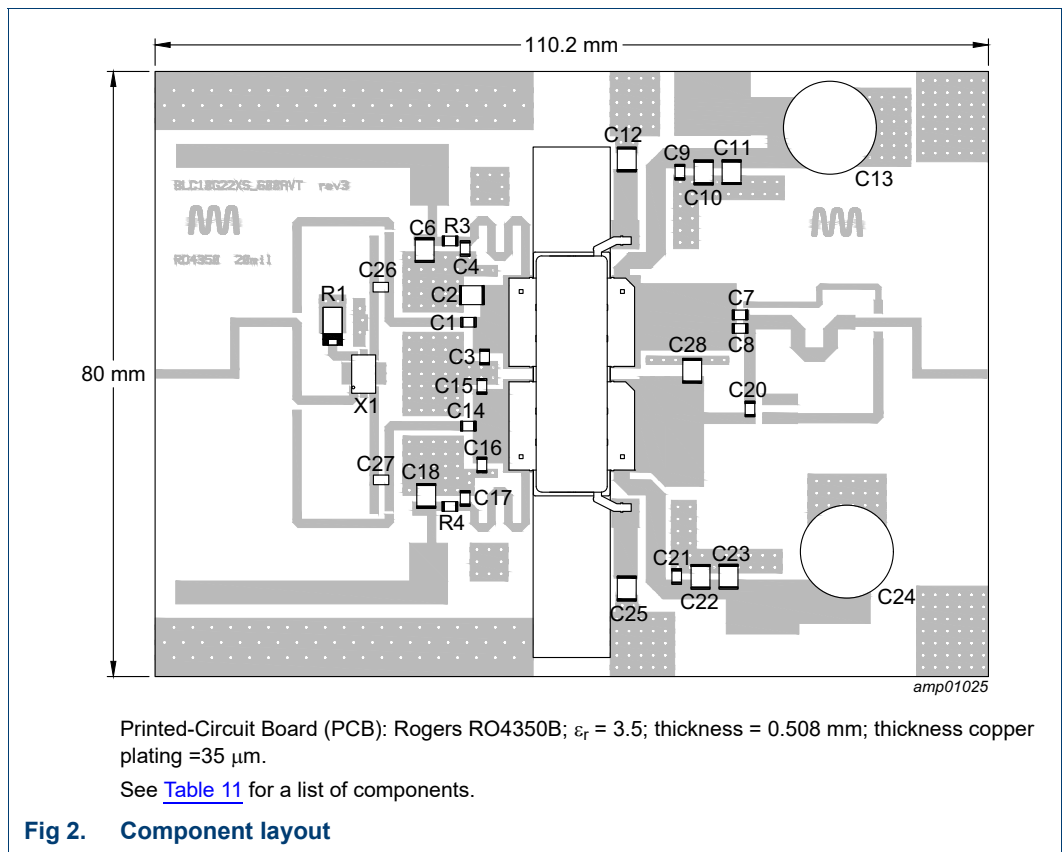 110.2 mm
80 mm
C12
C9
C11
C10
C13
rev3
R3
C6
C4
RO4350 20mil
C26
R1
C2
C1
C7
C8
C3
C28
C15
X1
C14
C20
C16
C27
C18
C17
R4
C21
C23
C22
C25
C24
amp01025
Printed-Circuit Board (PCB): Rogers RO4350B; εr = 3.5; thickness = 0.508 mm; thickness copper
plating =35 μm.
See Table 11 for a list of components.
Fig 2. Component layout